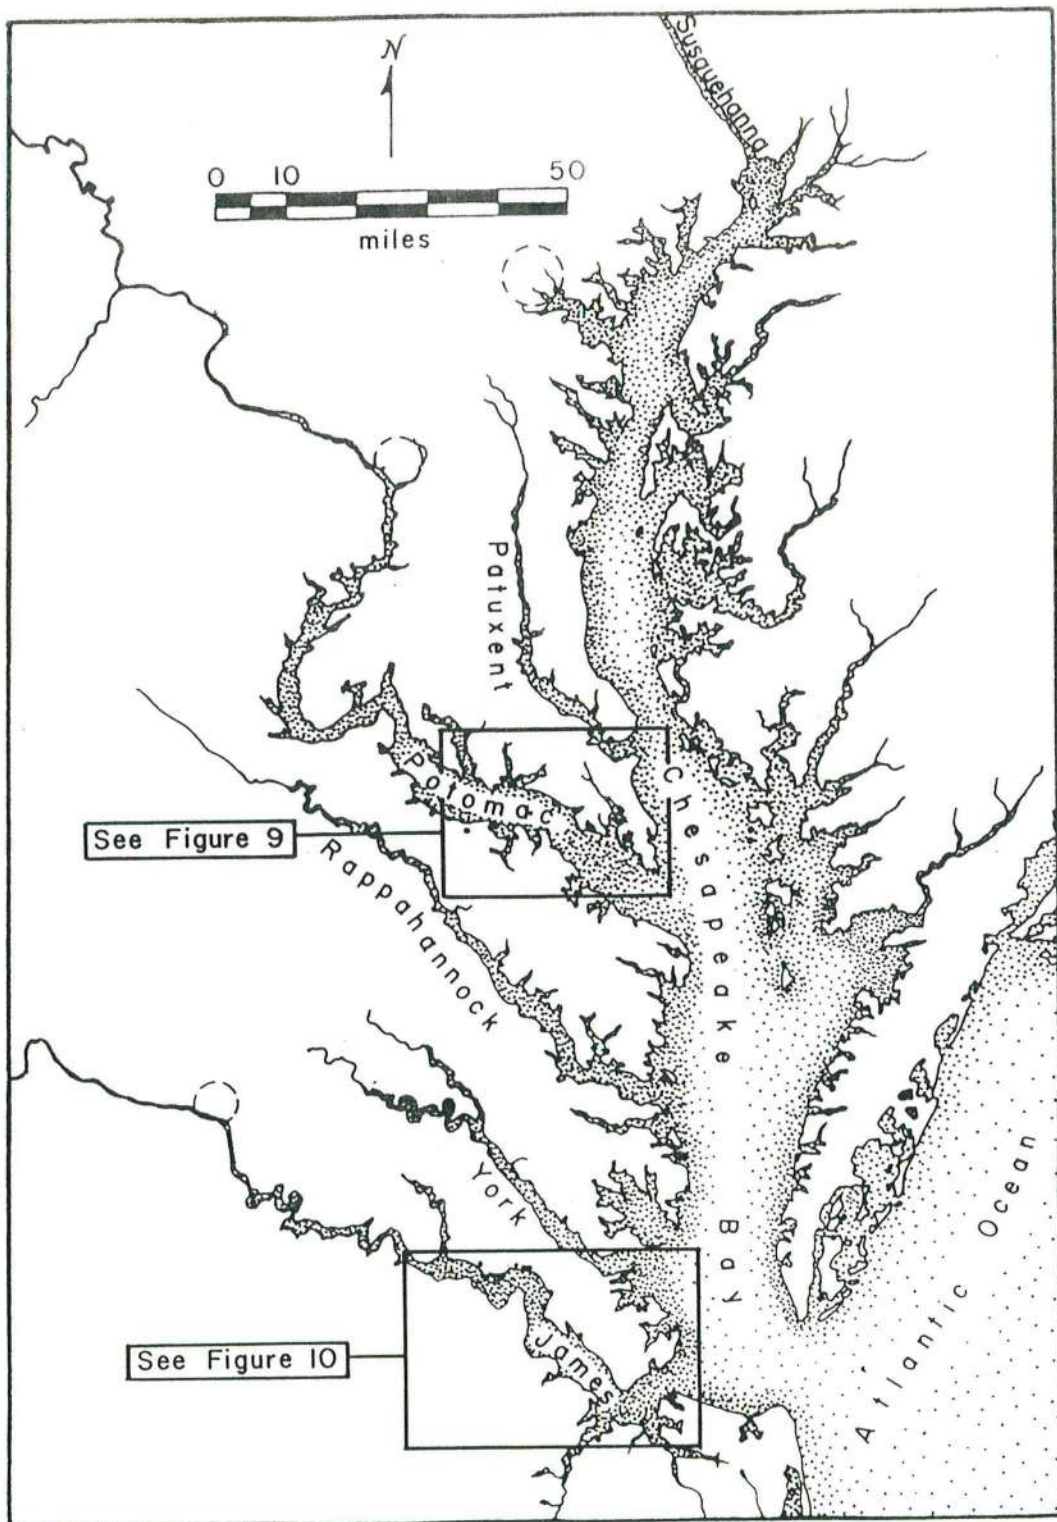 Susquehanna
N
0 10 50
miles
Patuxent
Potomac
Chesapeake
Bay
See Figure 9
Rappahannock
York
James
See Figure 10
Atlantic Ocean